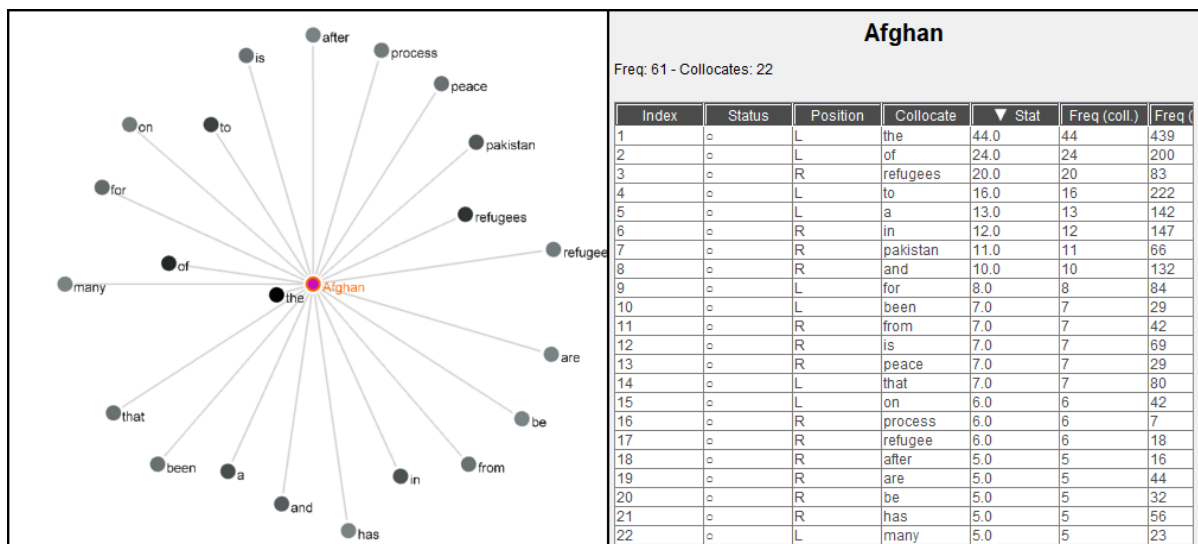 after
is
process
peace
on
to
pakistan
for
refugees
of
refugee
many
the
Afghan
are
that
be
been
a
from
in
and
has
Afghan
Freq: 61 - Collocates: 22
Index Status Position Collocate ▼ Stat Freq (coll.) Freq (
1 ○ L the 44.0 44 439
2 ○ L of 24.0 24 200
3 ○ R refugees 20.0 20 83
4 ○ L to 16.0 16 222
5 ○ L a 13.0 13 142
6 ○ R in 12.0 12 147
7 ○ R pakistan 11.0 11 66
8 ○ R and 10.0 10 132
9 ○ L for 8.0 8 84
10 ○ L been 7.0 7 29
11 ○ R from 7.0 7 42
12 ○ R is 7.0 7 69
13 ○ R peace 7.0 7 29
14 ○ L that 7.0 7 80
15 ○ L on 6.0 6 42
16 ○ R process 6.0 6 7
17 ○ R refugee 6.0 6 18
18 ○ R after 5.0 5 16
19 ○ R are 5.0 5 44
20 ○ R be 5.0 5 32
21 ○ R has 5.0 5 56
22 ○ L many 5.0 5 23